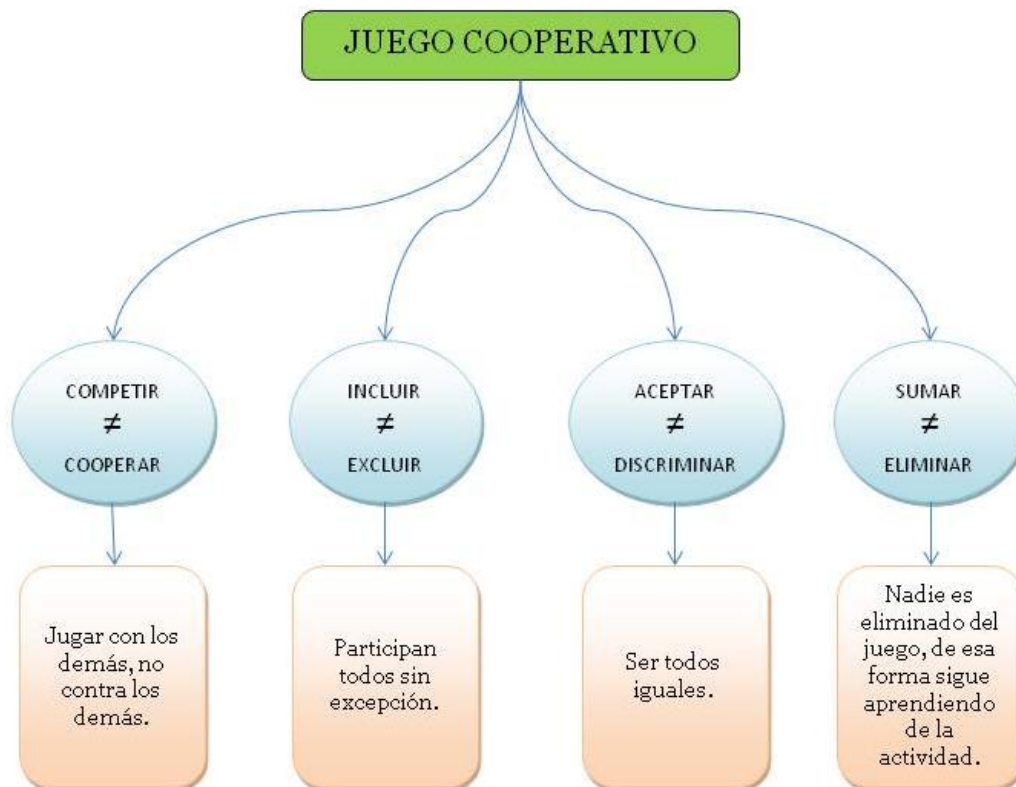 JUEGO COOPERATIVO
COMPETIR
≠
COOPERAR
INCLUIR
≠
EXCLUIR
ACEPTAR
≠
DISCRIMINAR
SUMAR
≠
ELIMINAR
Jugar con los
demás, no
contra los
demás.
Participan
todos sin
excepción.
Ser todos
iguales.
Nadie es
eliminado del
juego, de esa
forma sigue
aprendiendo
de la
actividad.